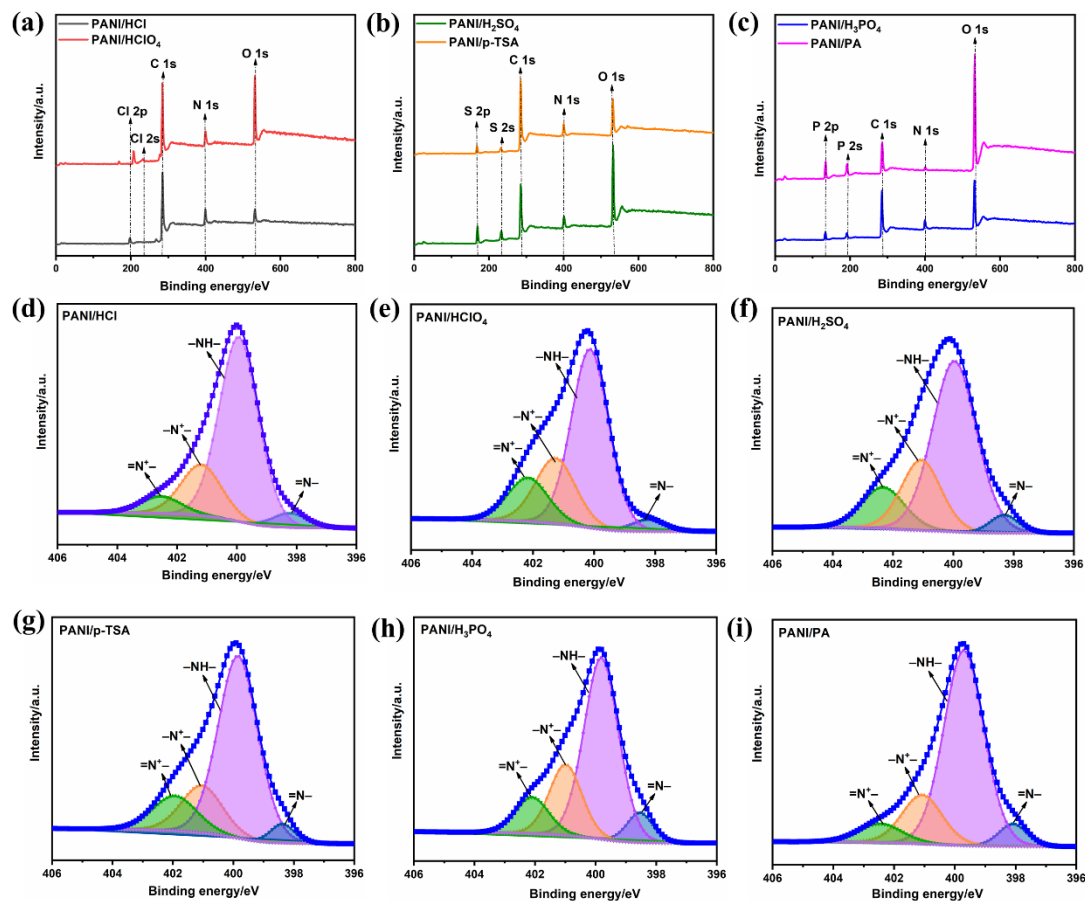 (a)
PANI/HCl
PANI/HClO4
Cl 2p
Cl 2s
C 1s
N 1s
O 1s
Intensity/a.u.
0 200 400 600 800
Binding energy/eV
(b)
PANI/H2SO4
PANI/p-TSA
S 2p
S 2s
C 1s
N 1s
O 1s
Intensity/a.u.
0 200 400 600 800
Binding energy/eV
(c)
PANI/H3PO4
PANI/PA
P 2p
P 2s
C 1s
N 1s
O 1s
Intensity/a.u.
0 200 400 600 800
Binding energy/eV
(d)
PANI/HCl
–NH–
–N+–
=N+–
=N–
Intensity/a.u.
406 404 402 400 398 396
Binding energy/eV
(e)
PANI/HClO4
–NH–
–N+–
=N+–
=N–
Intensity/a.u.
406 404 402 400 398 396
Binding energy/eV
(f)
PANI/H2SO4
–NH–
–N+–
=N+–
=N–
Intensity/a.u.
406 404 402 400 398 396
Binding energy/eV
(g)
PANI/p-TSA
–NH–
–N+–
=N+–
=N–
Intensity/a.u.
406 404 402 400 398 396
Binding energy/eV
(h)
PANI/H3PO4
–NH–
–N+–
=N+–
=N–
Intensity/a.u.
406 404 402 400 398 396
Binding energy/eV
(i)
PANI/PA
–NH–
–N+–
=N+–
=N–
Intensity/a.u.
406 404 402 400 398 396
Binding energy/eV